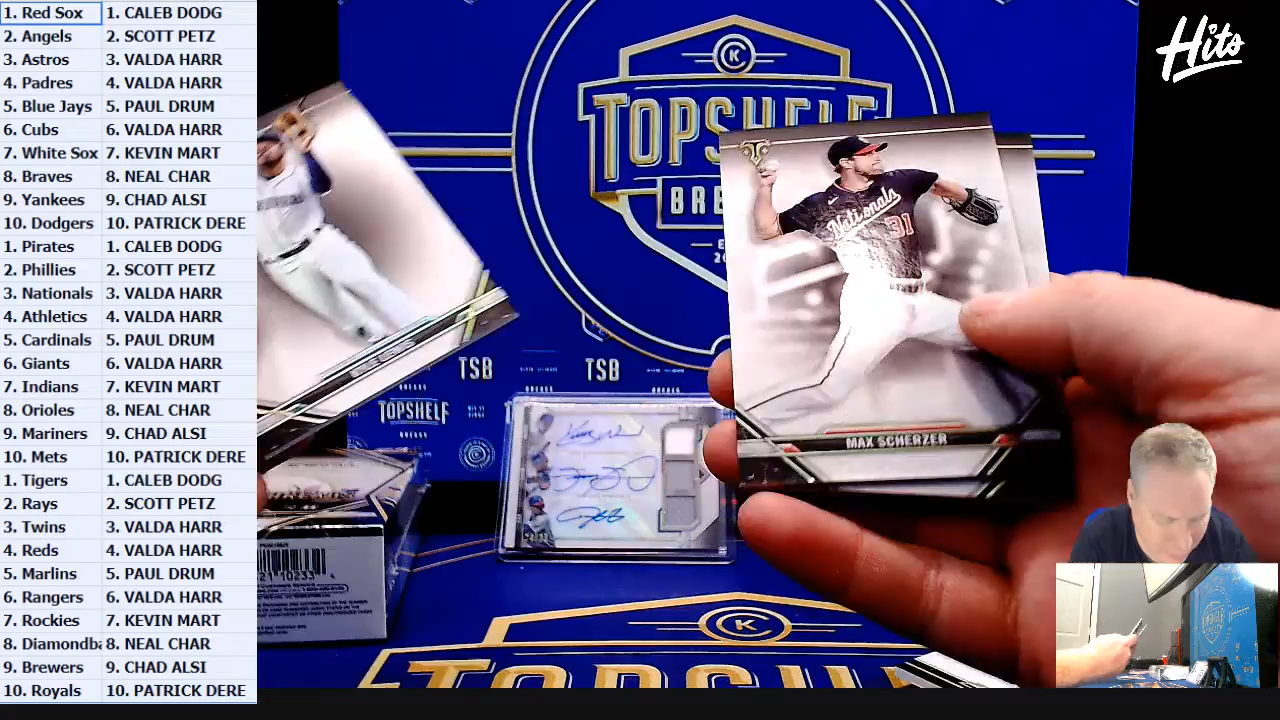 1. Red Sox 1. CALEB DODG
2. Angels 2. SCOTT PETZ
3. Astros 3. VALDA HARR
4. Padres 4. VALDA HARR
5. Blue Jays 5. PAUL DRUM
6. Cubs 6. VALDA HARR
7. White Sox 7. KEVIN MART
8. Braves 8. NEAL CHAR
9. Yankees 9. CHAD ALSI
10. Dodgers 10. PATRICK DERE
1. Pirates 1. CALEB DODG
2. Phillies 2. SCOTT PETZ
3. Nationals 3. VALDA HARR
4. Athletics 4. VALDA HARR
5. Cardinals 5. PAUL DRUM
6. Giants 6. VALDA HARR
7. Indians 7. KEVIN MART
8. Orioles 8. NEAL CHAR
9. Mariners 9. CHAD ALSI
10. Mets 10. PATRICK DERE
1. Tigers 1. CALEB DODG
2. Rays 2. SCOTT PETZ
3. Twins 3. VALDA HARR
4. Reds 4. VALDA HARR
5. Marlins 5. PAUL DRUM
6. Rangers 6. VALDA HARR
7. Rockies 7. KEVIN MART
8. Diamondba 8. NEAL CHAR
9. Brewers 9. CHAD ALSI
10. Royals 10. PATRICK DERE
Hits
CK
TOPSHELF
BRE
Nationals
31
MAX SCHERZER
TSB TSB
TOPSHELF
21 10233 4
CK
TOPSHELF